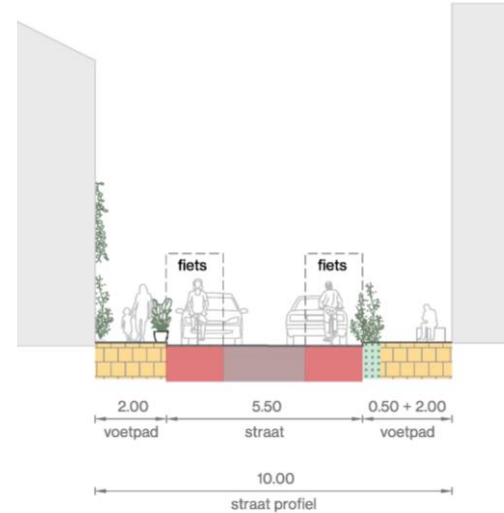 fiets
fiets
2.00
5.50
0.50 + 2.00
voetpad
straat
voetpad
10.00
straat profiel